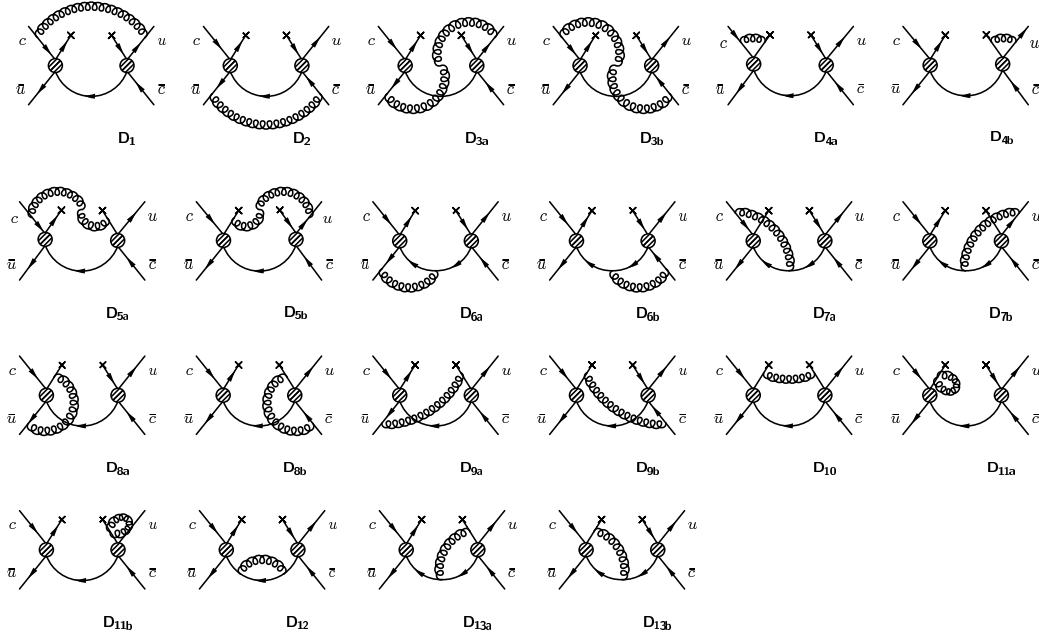 c u c u c u c u c u c u
ū c̄ ū c̄ ū c̄ ū c̄ ū c̄ ū c̄
D1 D2 D3a D3b D4a D4b
c u c u c u c u c u c u
ū c̄ ū c̄ ū c̄ ū c̄ ū c̄ ū c̄
D5a D5b D6a D6b D7a D7b
c u c u c u c u c u c u
ū c̄ ū c̄ ū c̄ ū c̄ ū c̄ ū c̄
D8a D8b D9a D9b D10 D11a
c u c u c u c u
ū c̄ ū c̄ ū c̄ ū c̄
D11b D12 D13a D13b